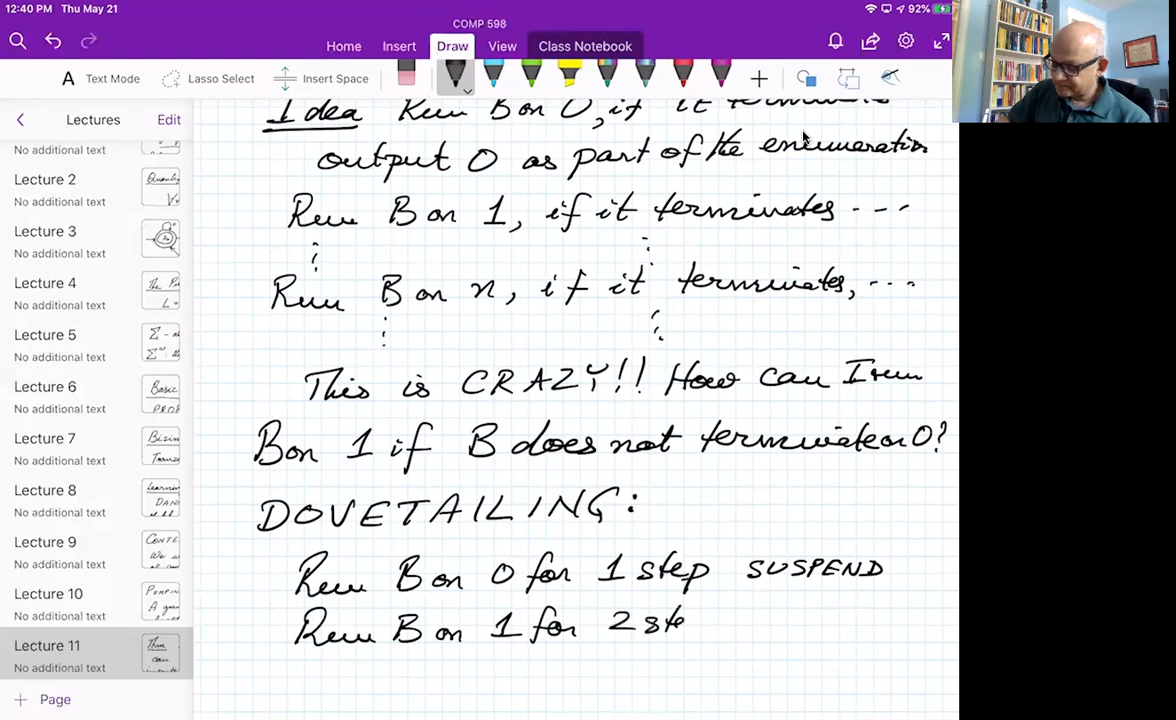 12:40 PM Thu May 21
92%
COMP 598
Home Insert Draw View Class Notebook
A Text Mode Lasso Select Insert Space
Lectures Edit
No additional text
Lecture 2
No additional text
Lecture 3
No additional text
Lecture 4
No additional text
Lecture 5
No additional text
Lecture 6
No additional text
Lecture 7
No additional text
Lecture 8
No additional text
Lecture 9
No additional text
Lecture 10
No additional text
Lecture 11
No additional text
+ Page
Idea Run B on 0, if it terminates
output 0 as part of the enumeration
Run B on 1, if it terminates ---
Run B on n, if it terminates, ---
This is CRAZY!! How can I run
B on 1 if B does not terminate on 0?
DOVETAILING:
Run B on 0 for 1 step SUSPEND
Run B on 1 for 2 ste